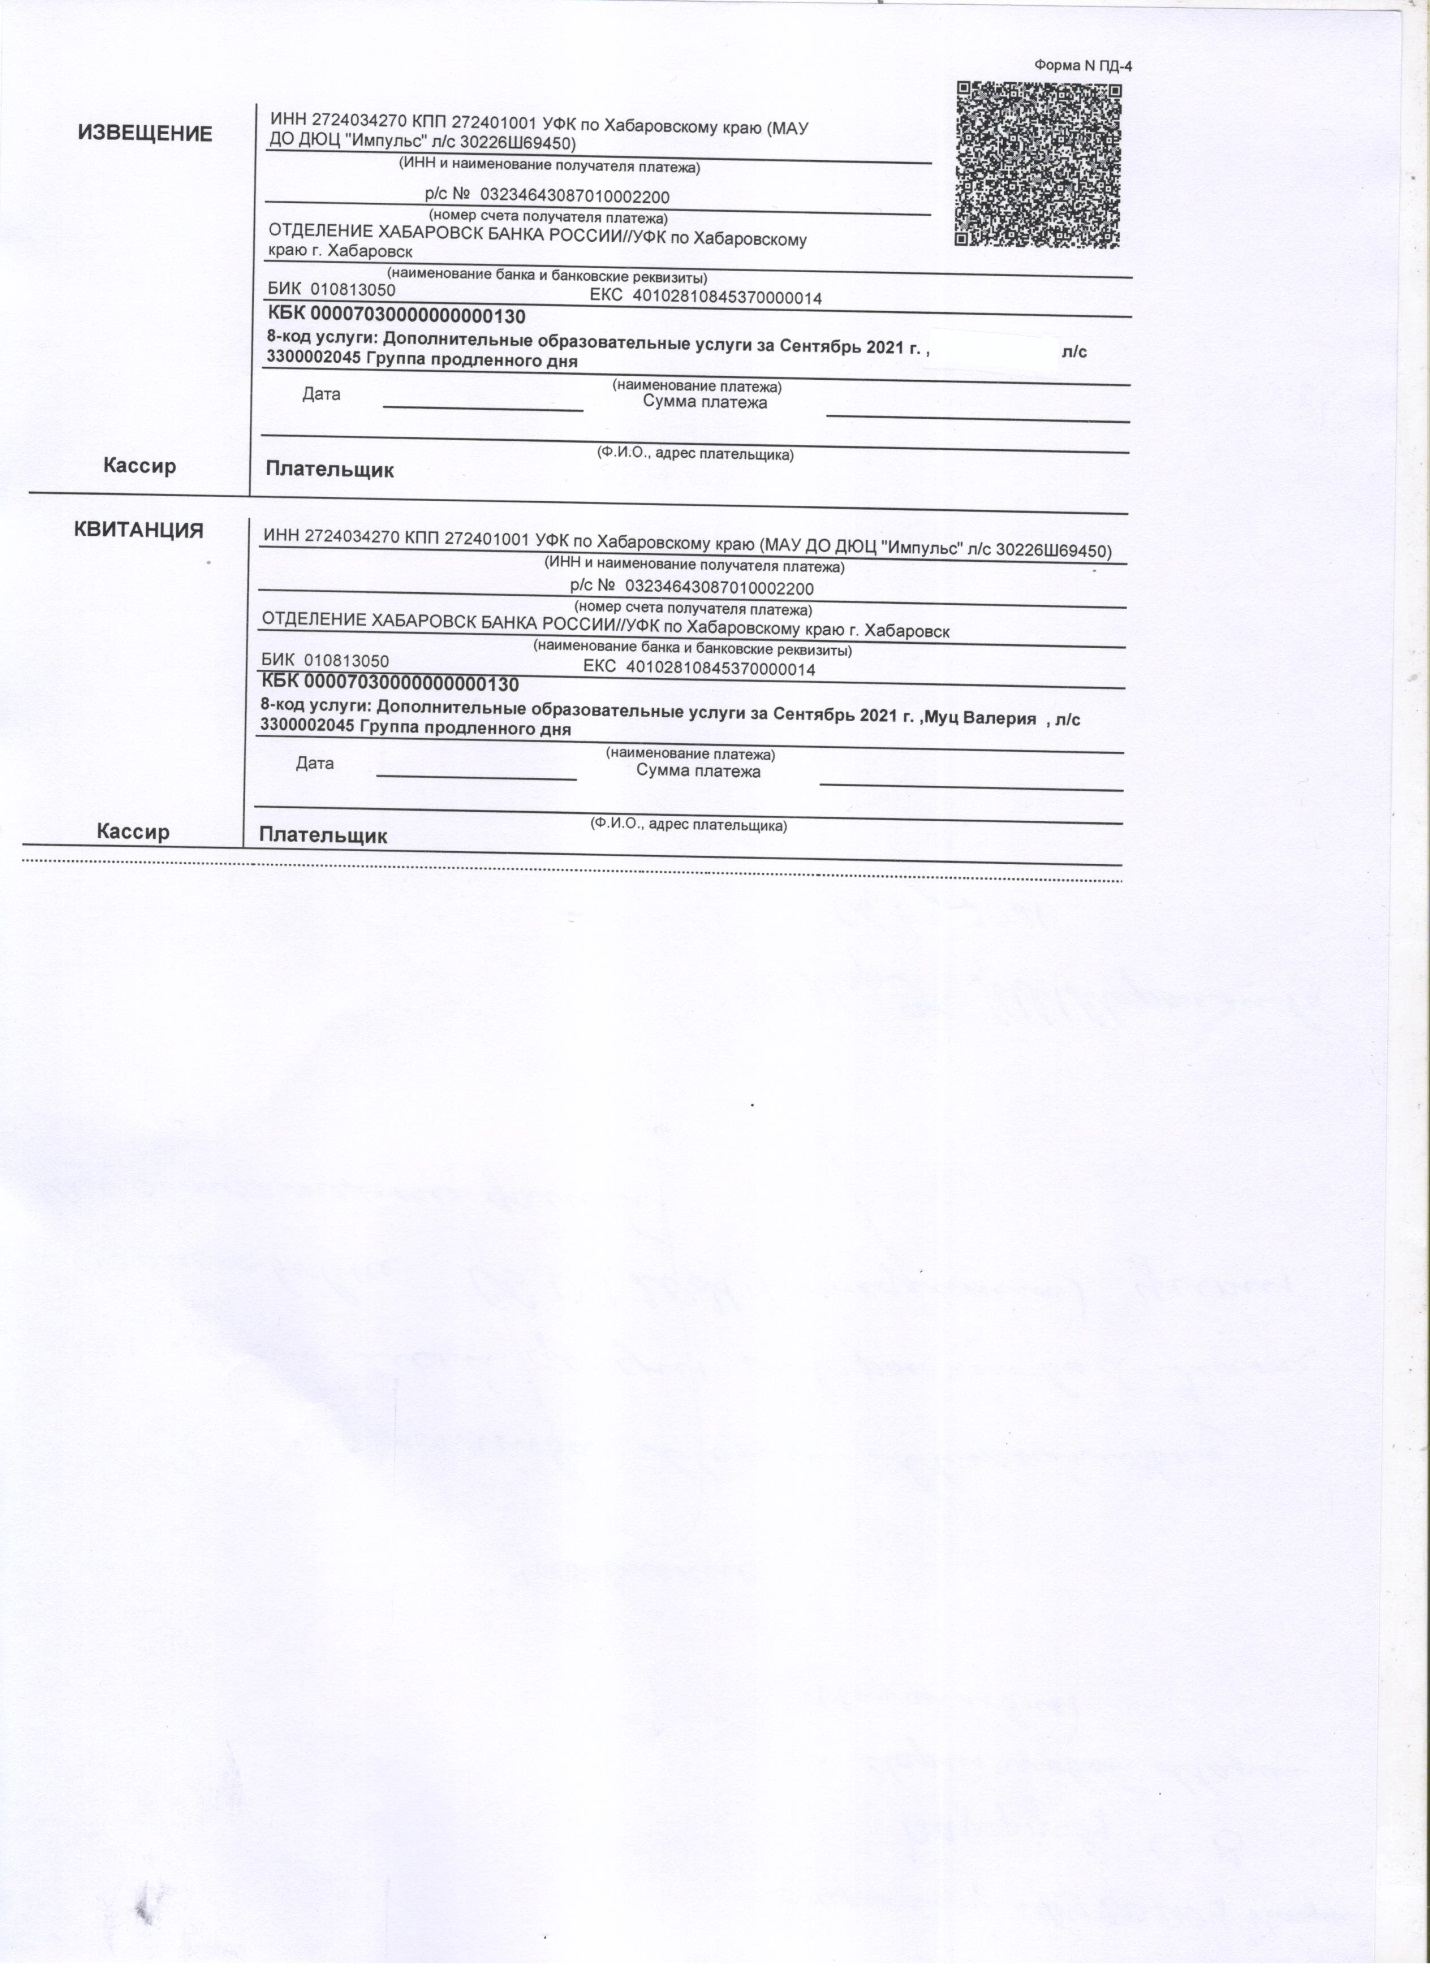 Форма N ПД-4
ИЗВЕЩЕНИЕ
ИНН 2724034270 КПП 272401001 УФК по Хабаровскому краю (МАУ
ДО ДЮЦ "Импульс" л/с 30226Ш69450)
(ИНН и наименование получателя платежа)
р/с № 03234643087010002200
(номер счета получателя платежа)
ОТДЕЛЕНИЕ ХАБАРОВСК БАНКА РОССИИ//УФК по Хабаровскому
краю г. Хабаровск
(наименование банка и банковские реквизиты)
БИК 010813050 ЕКС 40102810845370000014
КБК 00007030000000000130
8-код услуги: Дополнительные образовательные услуги за Сентябрь 2021 г. , л/с
3300002045 Группа продленного дня
(наименование платежа)
Дата Сумма платежа
(Ф.И.О., адрес плательщика)
Кассир Плательщик
КВИТАНЦИЯ
ИНН 2724034270 КПП 272401001 УФК по Хабаровскому краю (МАУ ДО ДЮЦ "Импульс" л/с 30226Ш69450)
(ИНН и наименование получателя платежа)
р/с № 03234643087010002200
(номер счета получателя платежа)
ОТДЕЛЕНИЕ ХАБАРОВСК БАНКА РОССИИ//УФК по Хабаровскому краю г. Хабаровск
(наименование банка и банковские реквизиты)
БИК 010813050 ЕКС 40102810845370000014
КБК 00007030000000000130
8-код услуги: Дополнительные образовательные услуги за Сентябрь 2021 г. ,Муц Валерия , л/с
3300002045 Группа продленного дня
(наименование платежа)
Дата Сумма платежа
(Ф.И.О., адрес плательщика)
Кассир Плательщик